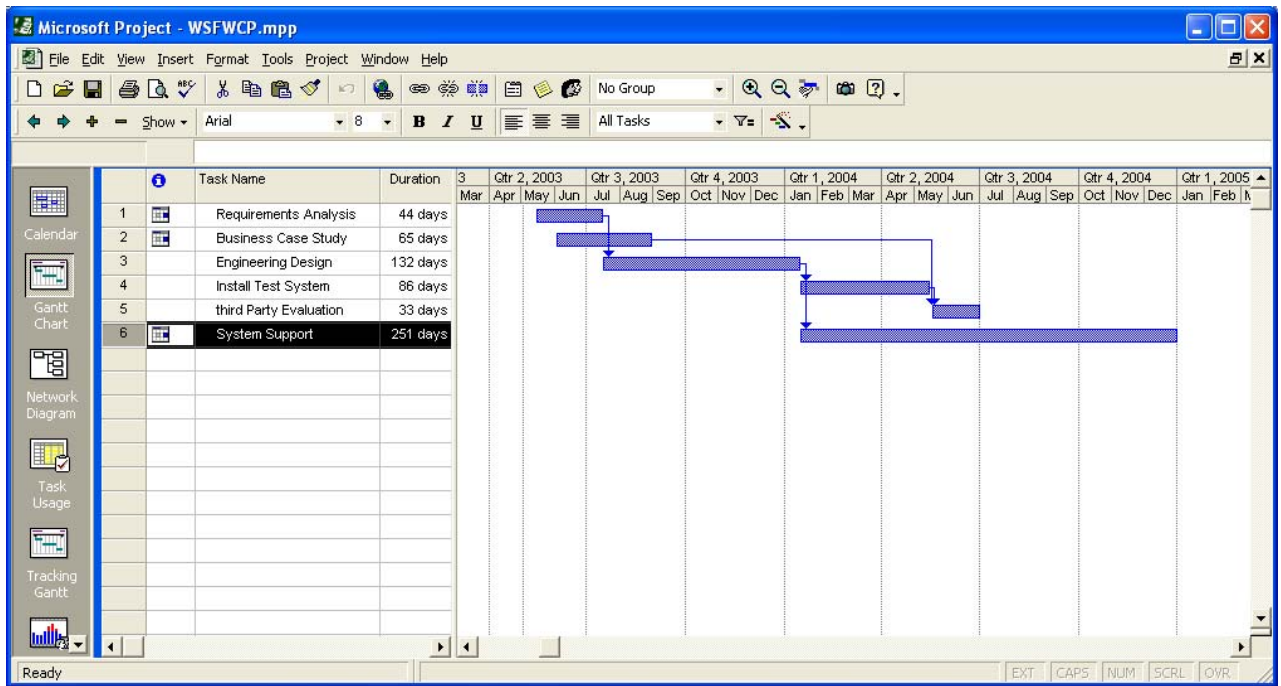 Microsoft Project - WSFWCP.mpp
File Edit View Insert Format Tools Project Window Help
No Group
Show Arial 8 B I U All Tasks
Task Name Duration 3 Qtr 2, 2003 Qtr 3, 2003 Qtr 4, 2003 Qtr 1, 2004 Qtr 2, 2004 Qtr 3, 2004 Qtr 4, 2004 Qtr 1, 2005
Mar Apr May Jun Jul Aug Sep Oct Nov Dec Jan Feb Mar Apr May Jun Jul Aug Sep Oct Nov Dec Jan Feb
1 Requirements Analysis 44 days
Calendar
2 Business Case Study 65 days
3 Engineering Design 132 days
4 Install Test System 86 days
Gantt
Chart
5 third Party Evaluation 33 days
6 System Support 251 days
Network
Diagram
Task
Usage
Tracking
Gantt
Ready EXT CAPS NUM SCRL OVR